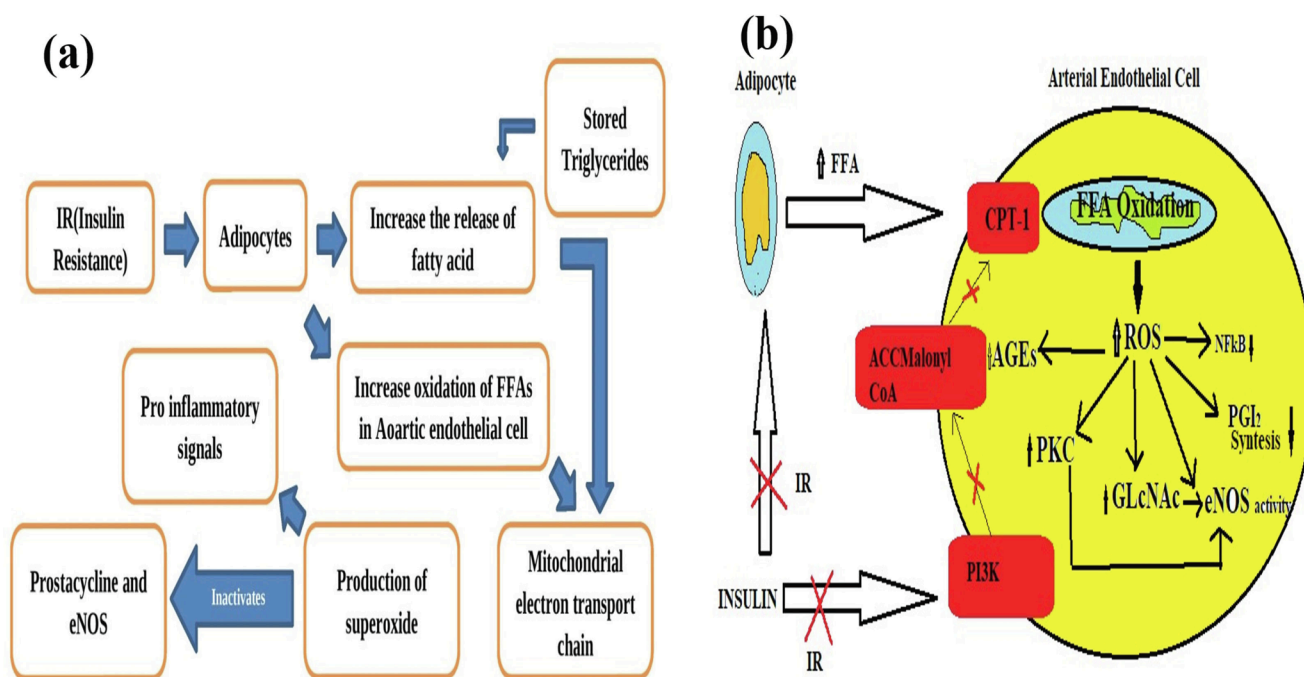 (a)
Stored
Triglycerides
IR(Insulin
Resistance)
Adipocytes
Increase the release of
fatty acid
Pro inflammatory
signals
Increase oxidation of FFAs
in Aoartic endothelial cell
Prostacycline and
eNOS
Inactivates
Production of
superoxide
Mitochondrial
electron transport
chain
(b)
Adipocyte
Arterial Endothelial Cell
⇧ FFA
CPT-1
FFA Oxidation
ACCMalonyl
CoA
⇧AGEs
⇧ROS
NFkB⬇
PGI₂
Syntesis⬇
⬆PKC
⬆GLcNAc
eNOS activity
IR
INSULIN
PI3K
IR